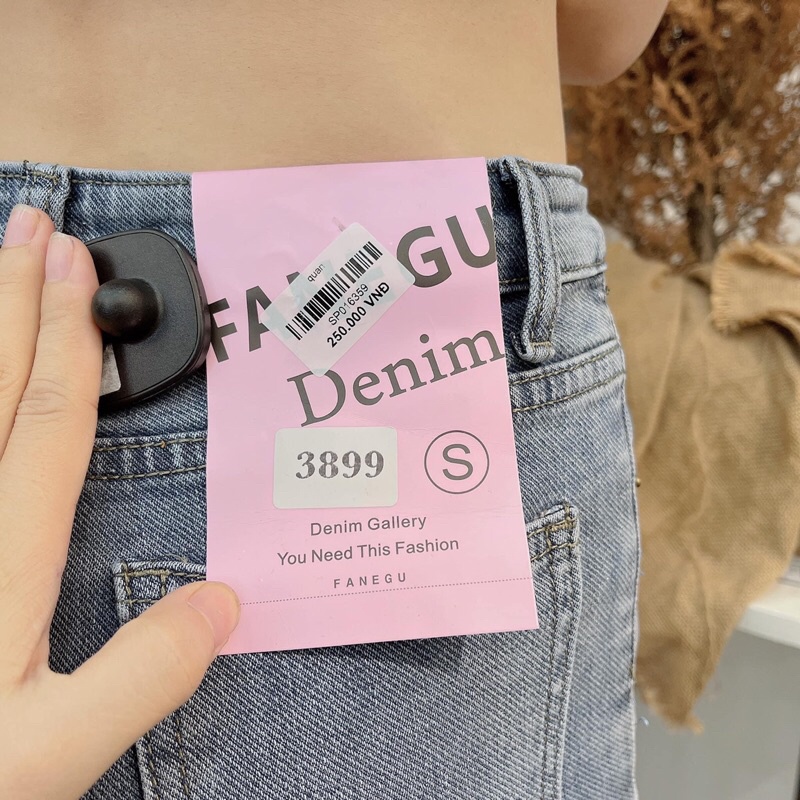 FANEGU
quan
SP016359
250.000 VNĐ
Denim
3899
S
Denim Gallery
You Need This Fashion
FANEGU